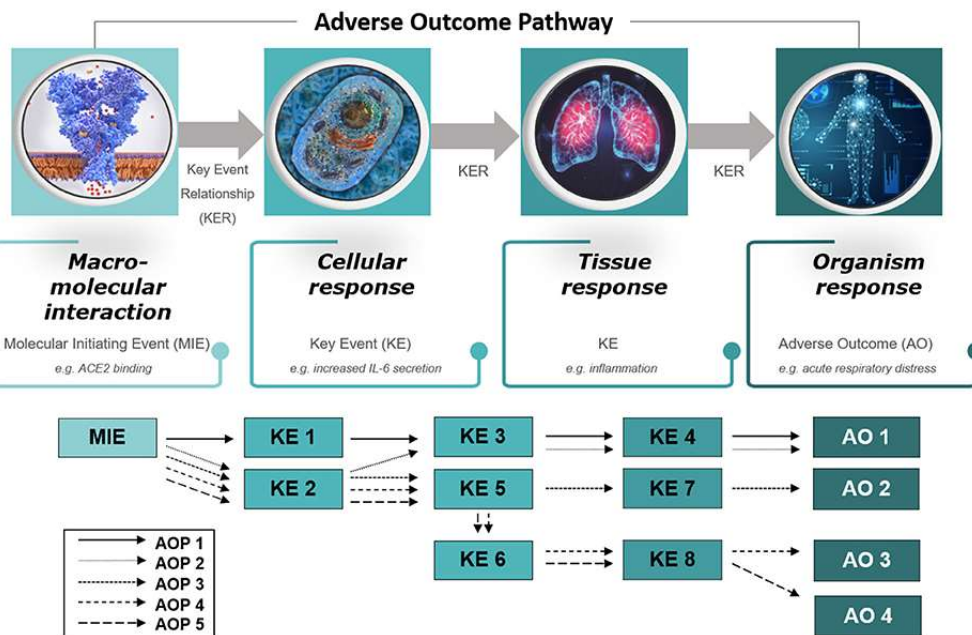 Adverse Outcome Pathway
Key Event
Relationship
(KER)
KER
KER
Macro-
molecular
interaction
Molecular Initiating Event (MIE)
e.g. ACE2 binding
Cellular
response
Key Event (KE)
e.g. increased IL-6 secretion
Tissue
response
KE
e.g. inflammation
Organism
response
Adverse Outcome (AO)
e.g. acute respiratory distress
MIE
KE 1
KE 3
KE 4
AO 1
KE 2
KE 5
KE 7
AO 2
KE 6
KE 8
AO 3
AO 4
AOP 1
AOP 2
AOP 3
AOP 4
AOP 5